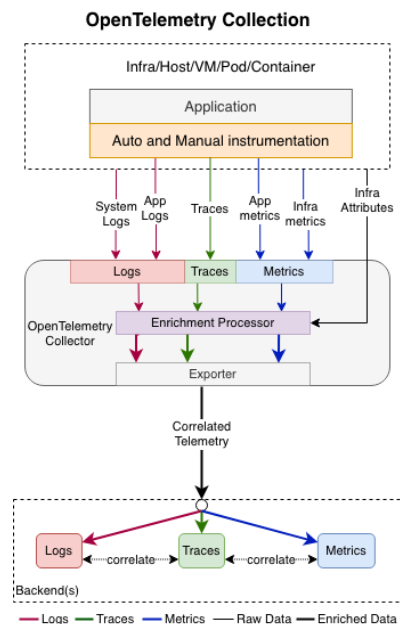 OpenTelemetry Collection
Infra/Host/VM/Pod/Container
Application
Auto and Manual instrumentation
System
Logs
App
Logs
Traces
App
metrics
Infra
metrics
Infra
Attributes
Logs
Traces
Metrics
OpenTelemetry
Collector
Enrichment Processor
Exporter
Correlated
Telemetry
Logs
correlate
Traces
correlate
Metrics
Backend(s)
Logs
Traces
Metrics
Raw Data
Enriched Data